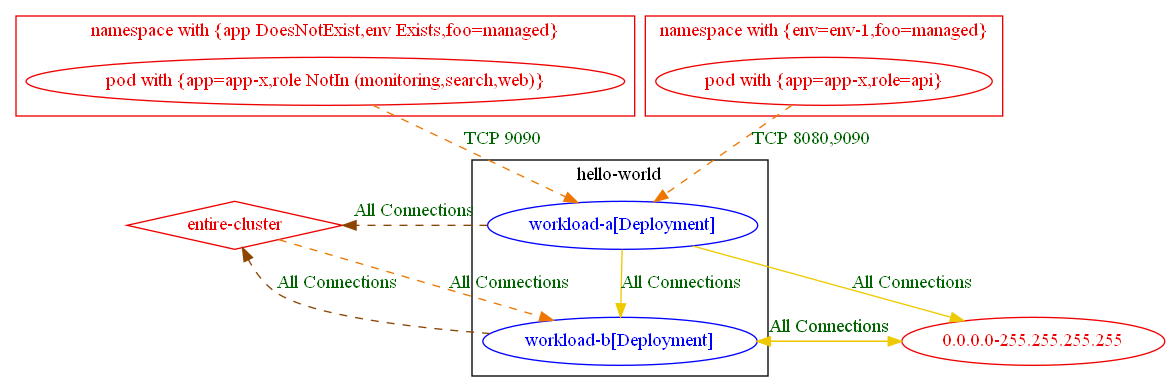 namespace with {app DoesNotExist,env Exists,foo=managed}
namespace with {env=env-1,foo=managed}
pod with {app=app-x,role NotIn (monitoring,search,web)}
pod with {app=app-x,role=api}
TCP 9090
TCP 8080,9090
hello-world
All Connections
entire-cluster
workload-a[Deployment]
All Connections
All Connections
All Connections
All Connections
All Connections
workload-b[Deployment]
0.0.0.0-255.255.255.255